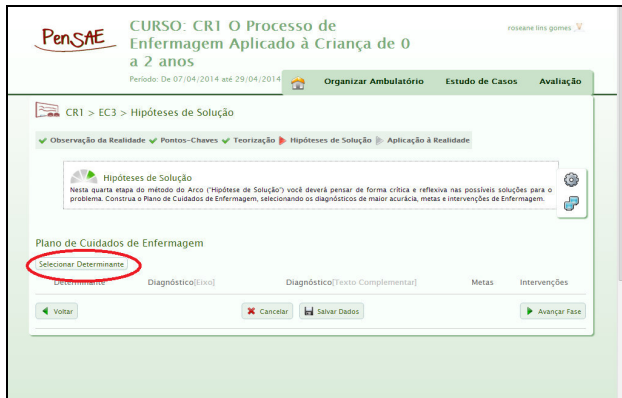 PenSAE
CURSO: CR1 O Processo de
Enfermagem Aplicado à Criança de 0
a 2 anos
roseane lins gomes
Período: De 07/04/2014 até 29/04/2014
Organizar Ambulatório Estudo de Casos Avaliação
CR1 > EC3 > Hipóteses de Solução
Observação da Realidade Pontos-Chaves Teorização Hipóteses de Solução Aplicação à Realidade
Hipóteses de Solução
Nesta quarta etapa do método do Arco ("Hipótese de Solução") você deverá pensar de forma crítica e reflexiva nas possíveis soluções para o
problema. Construa o Plano de Cuidados de Enfermagem, selecionando os diagnósticos de maior acurácia, metas e intervenções de Enfermagem.
Plano de Cuidados de Enfermagem
Selecionar Determinante
Determinante Diagnóstico[Eixo] Diagnóstico[Texto Complementar] Metas Intervenções
Voltar Cancelar Salvar Dados Avançar Fase